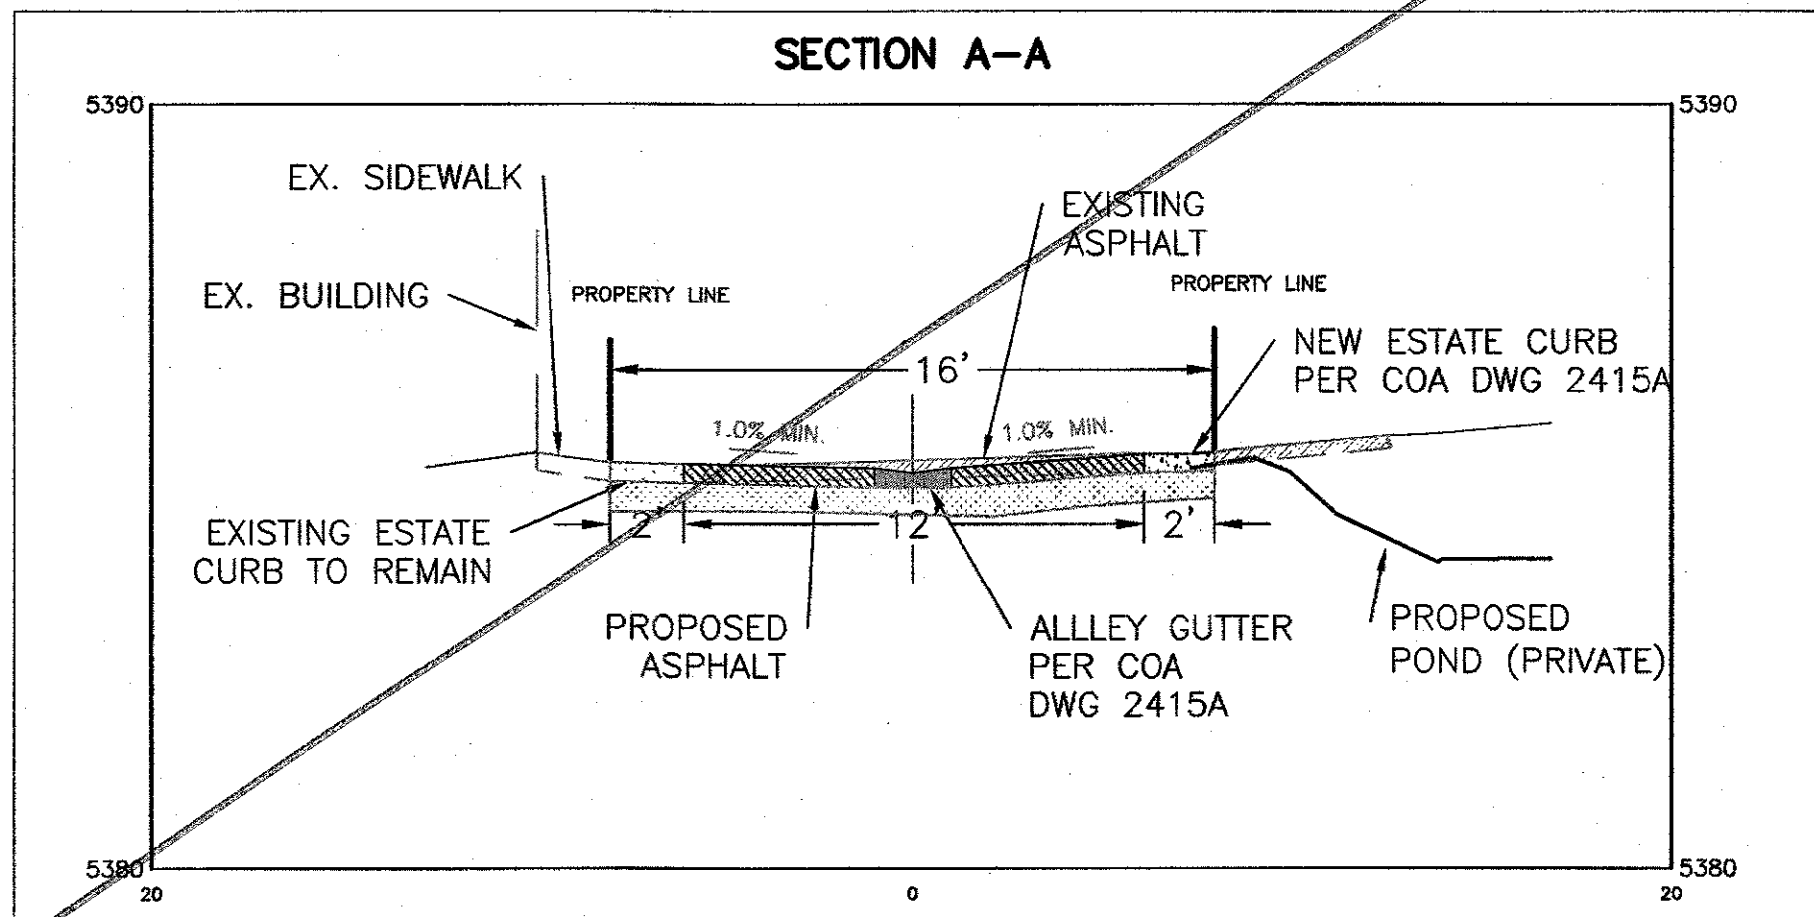 SECTION A-A
5390
5390
EX. SIDEWALK
EXISTING
ASPHALT
EX. BUILDING
PROPERTY LINE
PROPERTY LINE
NEW ESTATE CURB
PER COA DWG 2415A
16'
1.0% MIN.
1.0% MIN.
EXISTING ESTATE
CURB TO REMAIN
2'
12'
2'
PROPOSED
ASPHALT
ALLLEY GUTTER
PER COA
DWG 2415A
PROPOSED
POND (PRIVATE)
5380
5380
20
0
20